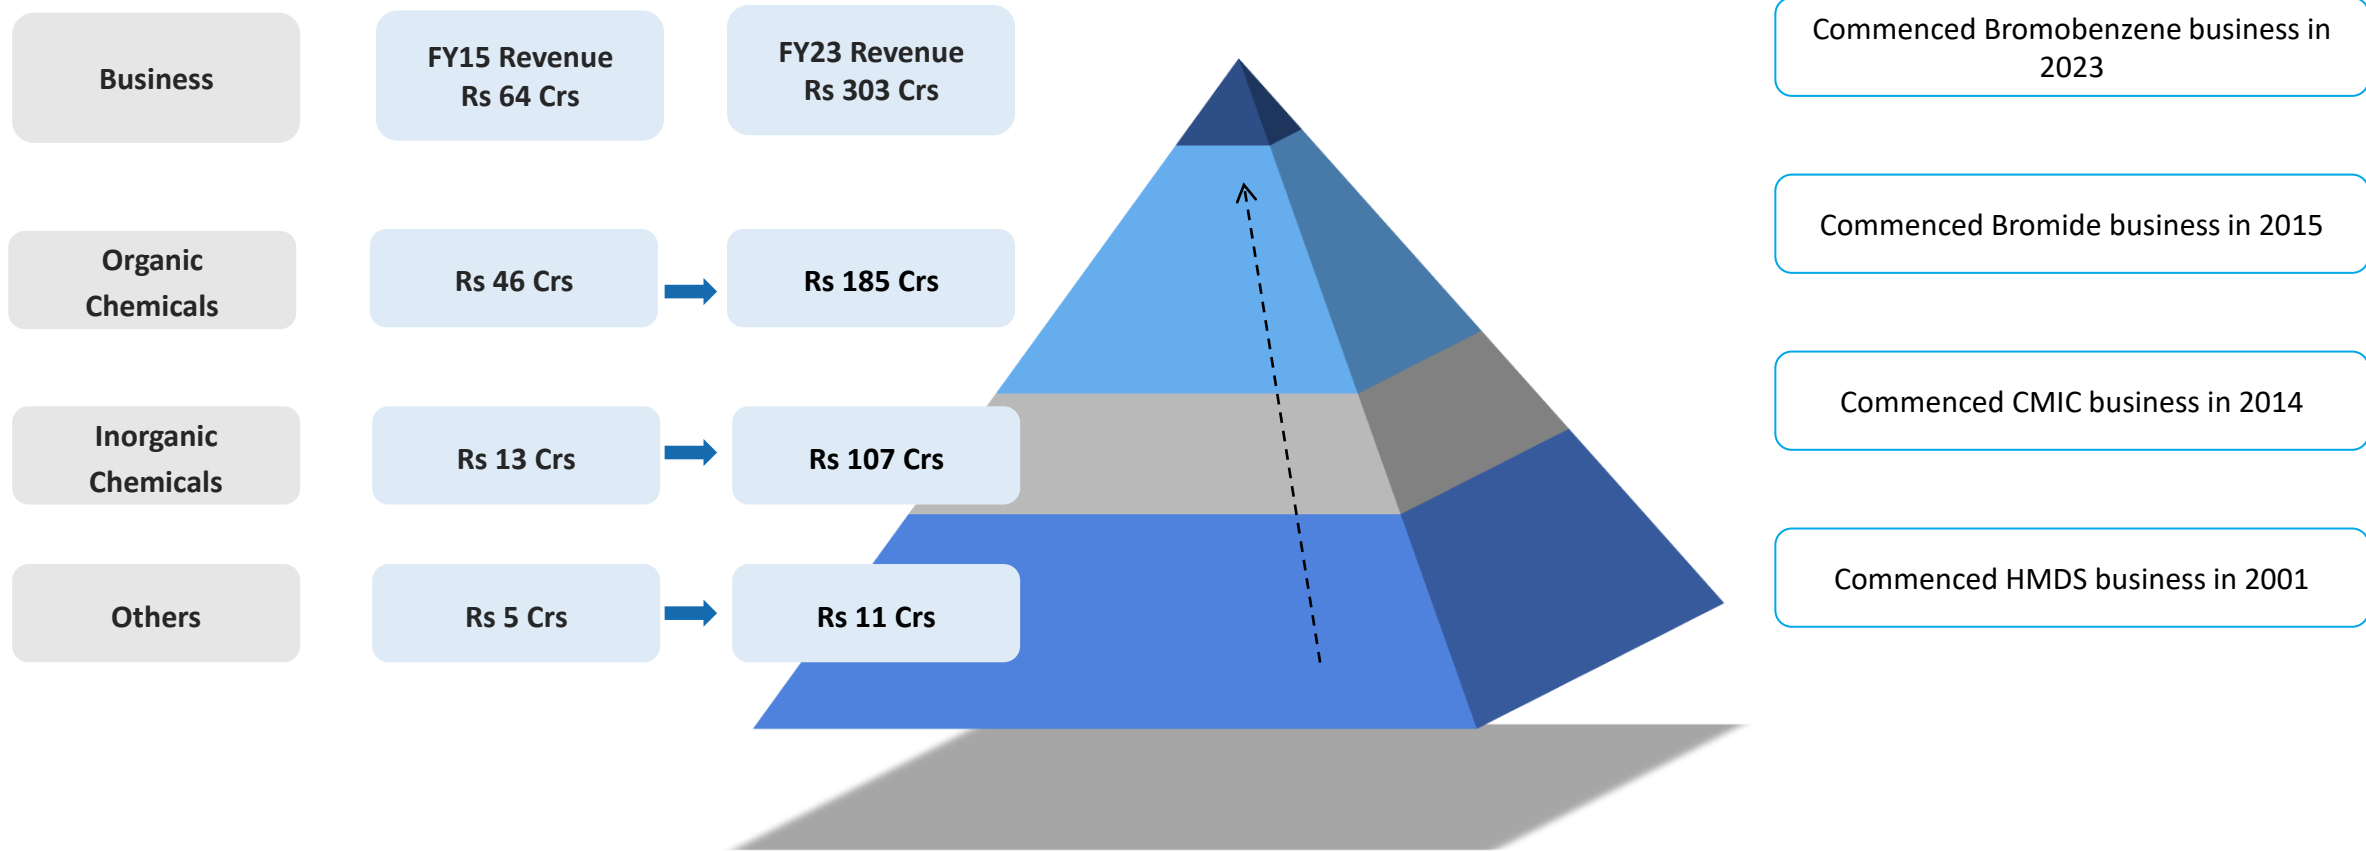 Business
FY15 Revenue
Rs 64 Crs
FY23 Revenue
Rs 303 Crs
Commenced Bromobenzene business in
2023
Organic
Chemicals
Rs 46 Crs
Rs 185 Crs
Commenced Bromide business in 2015
Inorganic
Chemicals
Rs 13 Crs
Rs 107 Crs
Commenced CMIC business in 2014
Others
Rs 5 Crs
Rs 11 Crs
Commenced HMDS business in 2001